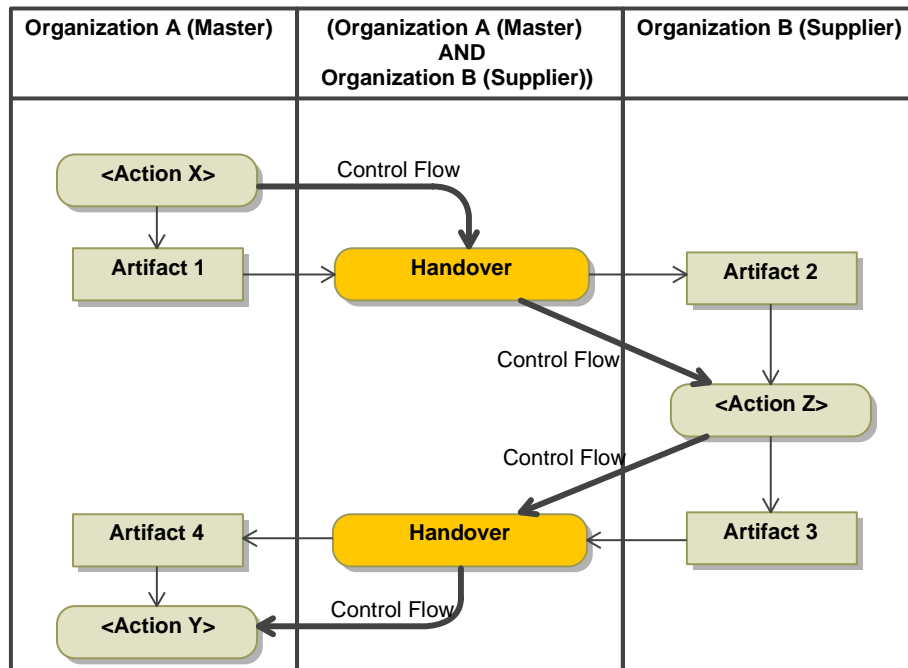 Organization A (Master)
(Organization A (Master)
AND
Organization B (Supplier))
Organization B (Supplier)
<Action X>
Control Flow
Artifact 1
Handover
Artifact 2
Control Flow
<Action Z>
Control Flow
Artifact 4
Handover
Artifact 3
<Action Y>
Control Flow